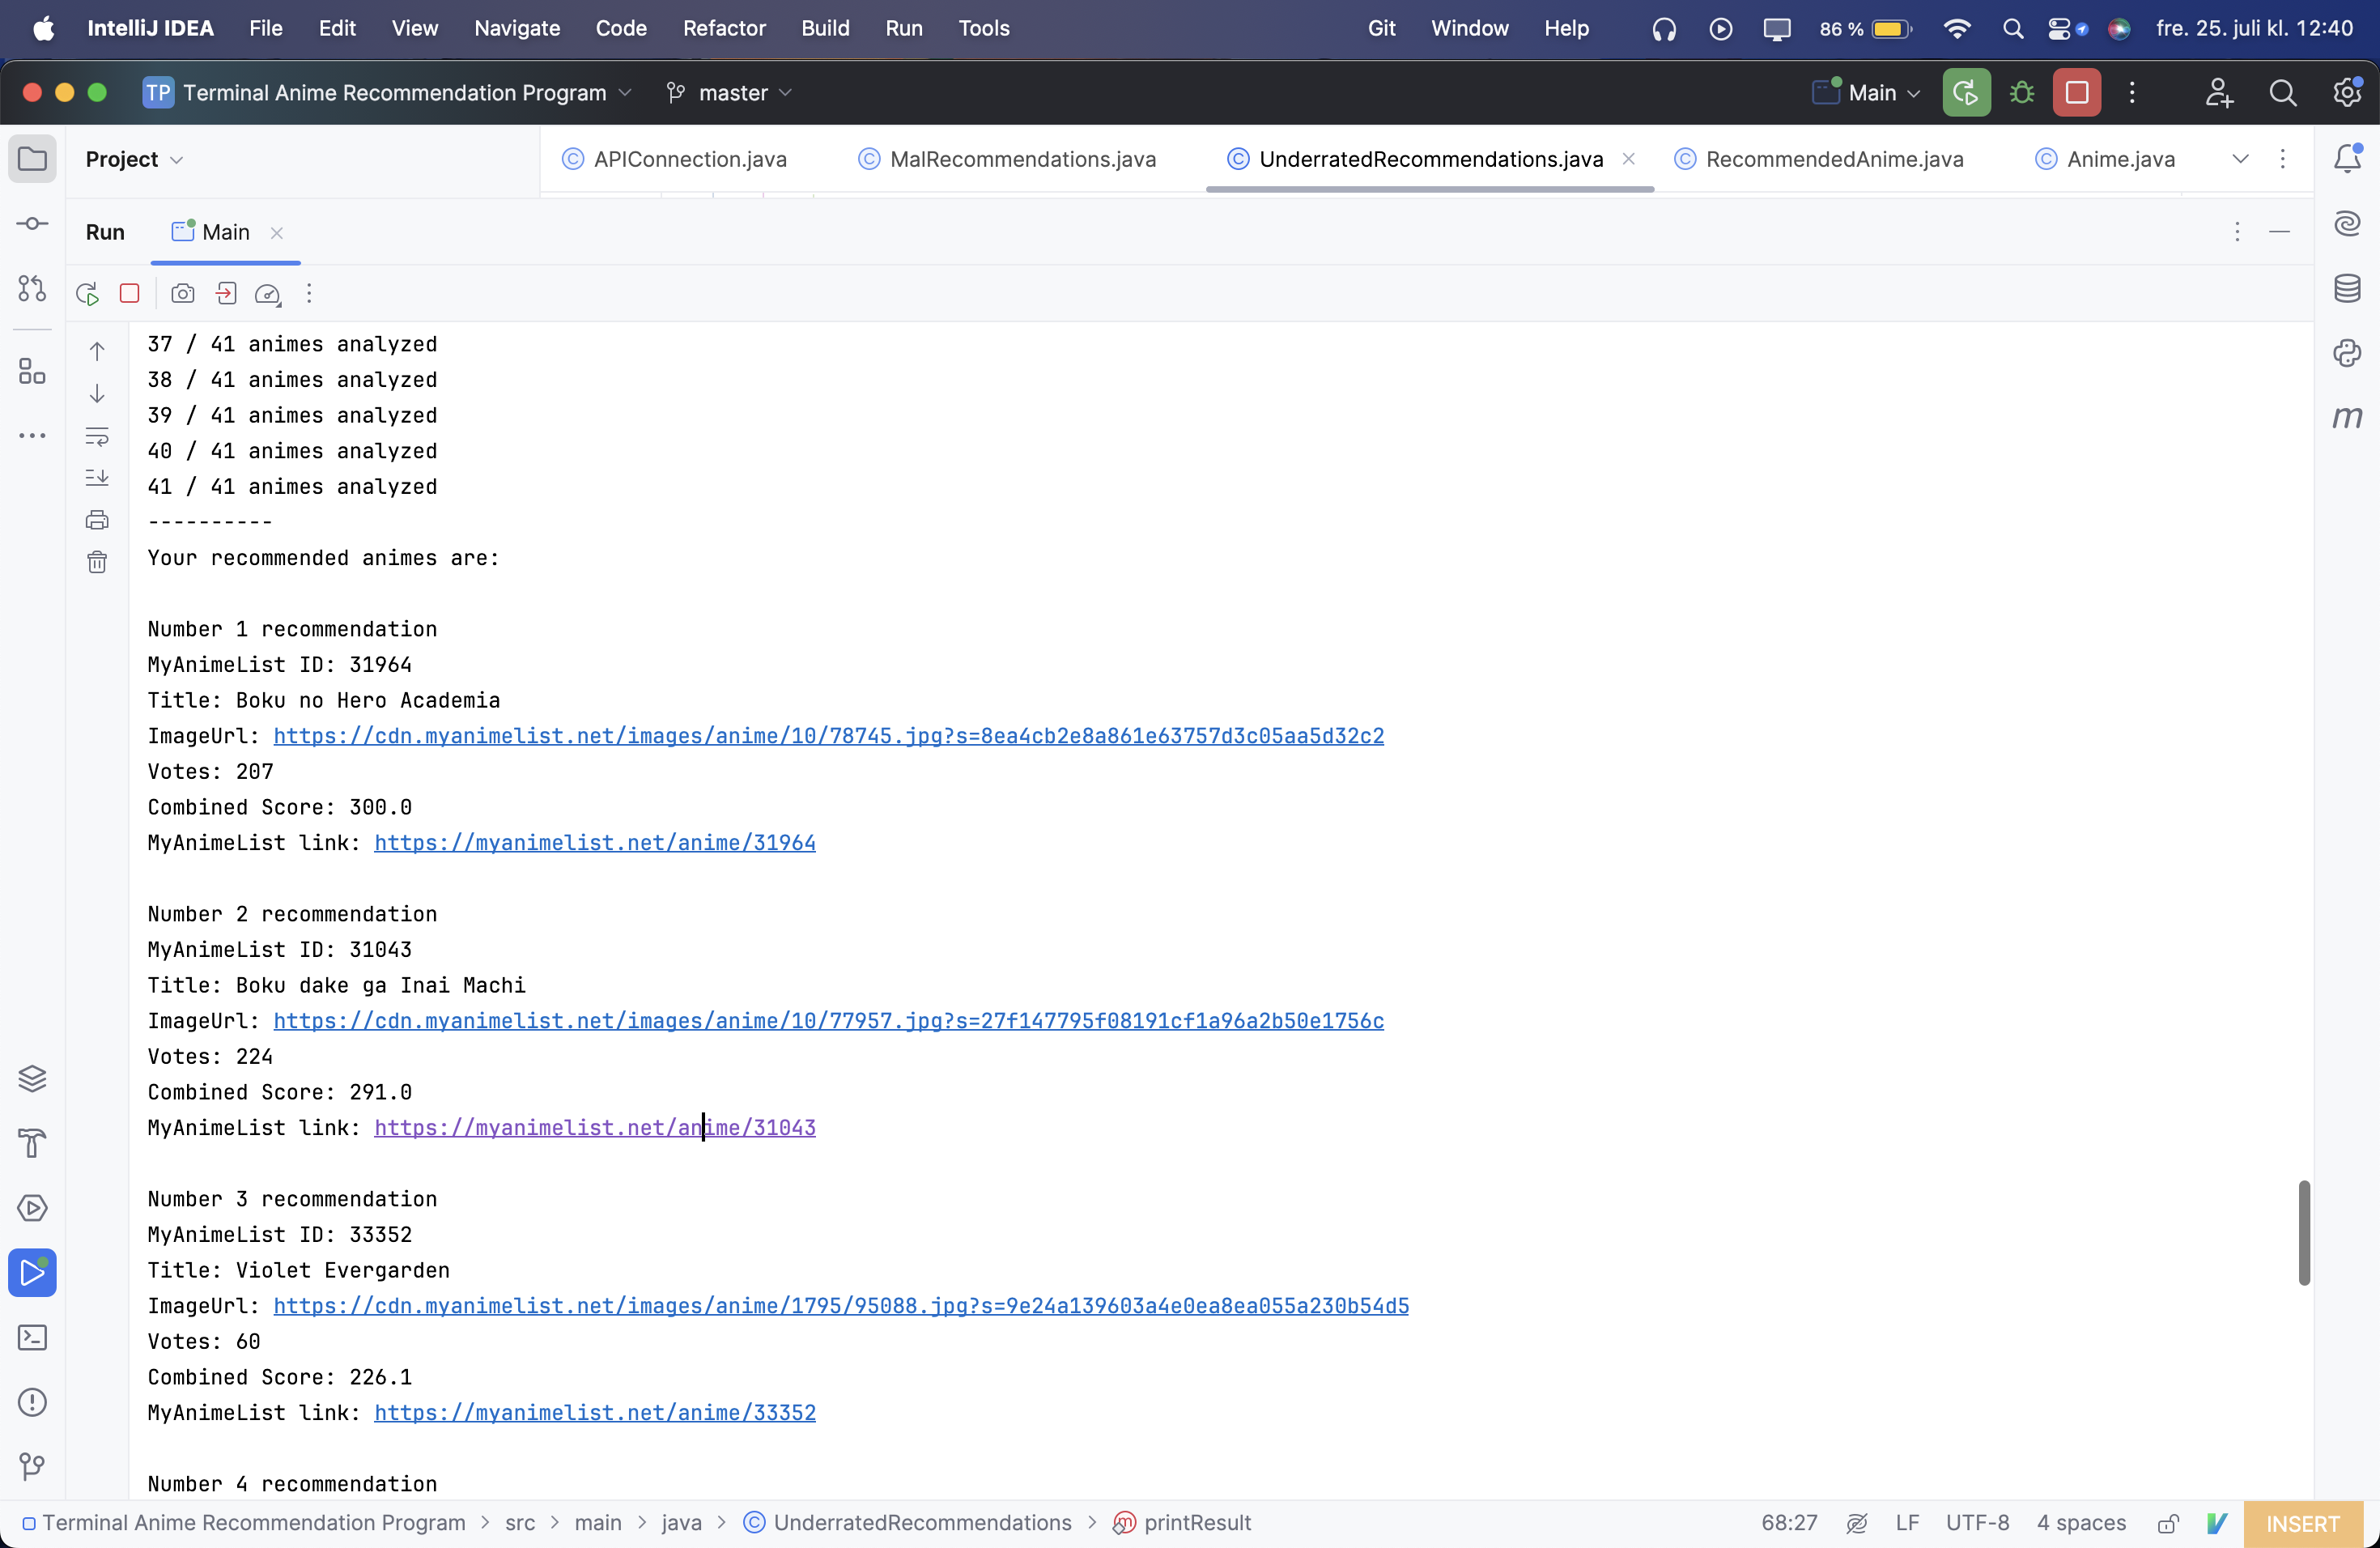 IntelliJ IDEA File Edit View Navigate Code Refactor Build Run Tools Git Window Help 86 % fre. 25. juli kl. 12:40
TP Terminal Anime Recommendation Program master Main
Project APIConnection.java MalRecommendations.java UnderratedRecommendations.java RecommendedAnime.java Anime.java
Run Main
37 / 41 animes analyzed
38 / 41 animes analyzed
39 / 41 animes analyzed
40 / 41 animes analyzed
41 / 41 animes analyzed
----------
Your recommended animes are:
Number 1 recommendation
MyAnimeList ID: 31964
Title: Boku no Hero Academia
ImageUrl: https://cdn.myanimelist.net/images/anime/10/78745.jpg?s=8ea4cb2e8a861e63757d3c05aa5d32c2
Votes: 207
Combined Score: 300.0
MyAnimeList link: https://myanimelist.net/anime/31964
Number 2 recommendation
MyAnimeList ID: 31043
Title: Boku dake ga Inai Machi
ImageUrl: https://cdn.myanimelist.net/images/anime/10/77957.jpg?s=27f147795f08191cf1a96a2b50e1756c
Votes: 224
Combined Score: 291.0
MyAnimeList link: https://myanimelist.net/anime/31043
Number 3 recommendation
MyAnimeList ID: 33352
Title: Violet Evergarden
ImageUrl: https://cdn.myanimelist.net/images/anime/1795/95088.jpg?s=9e24a139603a4e0ea8ea055a230b54d5
Votes: 60
Combined Score: 226.1
MyAnimeList link: https://myanimelist.net/anime/33352
Number 4 recommendation
Terminal Anime Recommendation Program > src > main > java > UnderratedRecommendations > printResult 68:27 LF UTF-8 4 spaces INSERT